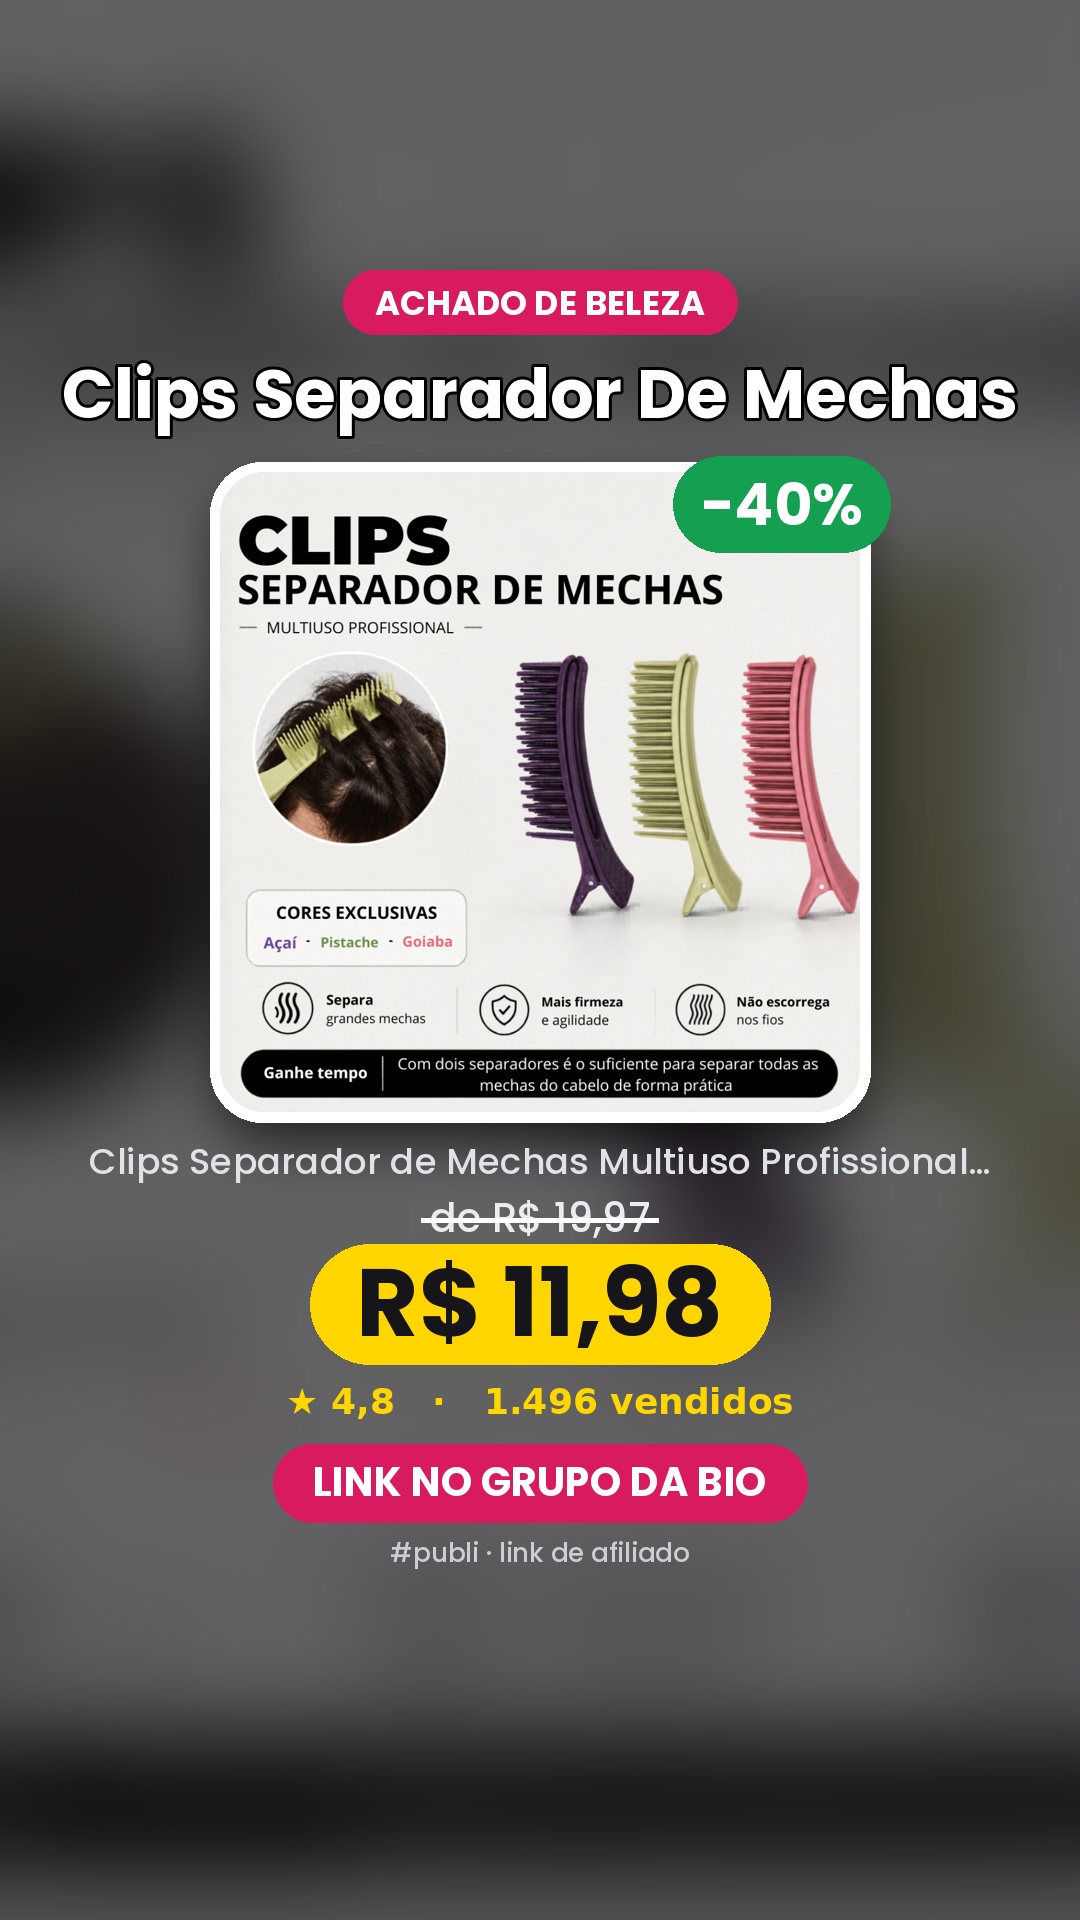 ACHADO DE BELEZA
Clips Separador De Mechas
-40%
CLIPS
SEPARADOR DE MECHAS
MULTIUSO PROFISSIONAL
CORES EXCLUSIVAS
Açaí · Pistache · Goiaba
Separa
grandes mechas
Mais firmeza
e agilidade
Não escorrega
nos fios
Ganhe tempo
Com dois separadores é o suficiente para separar todas as
mechas do cabelo de forma prática
Clips Separador de Mechas Multiuso Profissional...
de R$ 19,97
R$ 11,98
★ 4,8 · 1.496 vendidos
LINK NO GRUPO DA BIO
#publi · link de afiliado